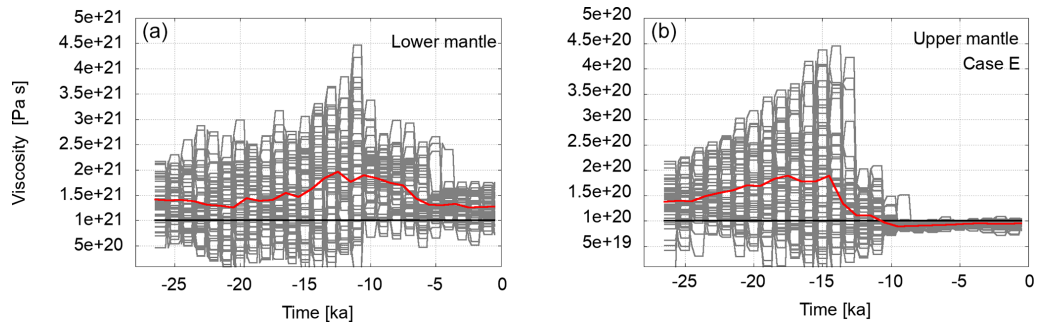 (a)
Lower mantle
Viscosity [Pa s]
5e+21
4.5e+21
4e+21
3.5e+21
3e+21
2.5e+21
2e+21
1.5e+21
1e+21
5e+20
-25 -20 -15 -10 -5 0
Time [ka]
(b)
Upper mantle
Case E
5e+20
4.5e+20
4e+20
3.5e+20
3e+20
2.5e+20
2e+20
1.5e+20
1e+20
5e+19
-25 -20 -15 -10 -5 0
Time [ka]